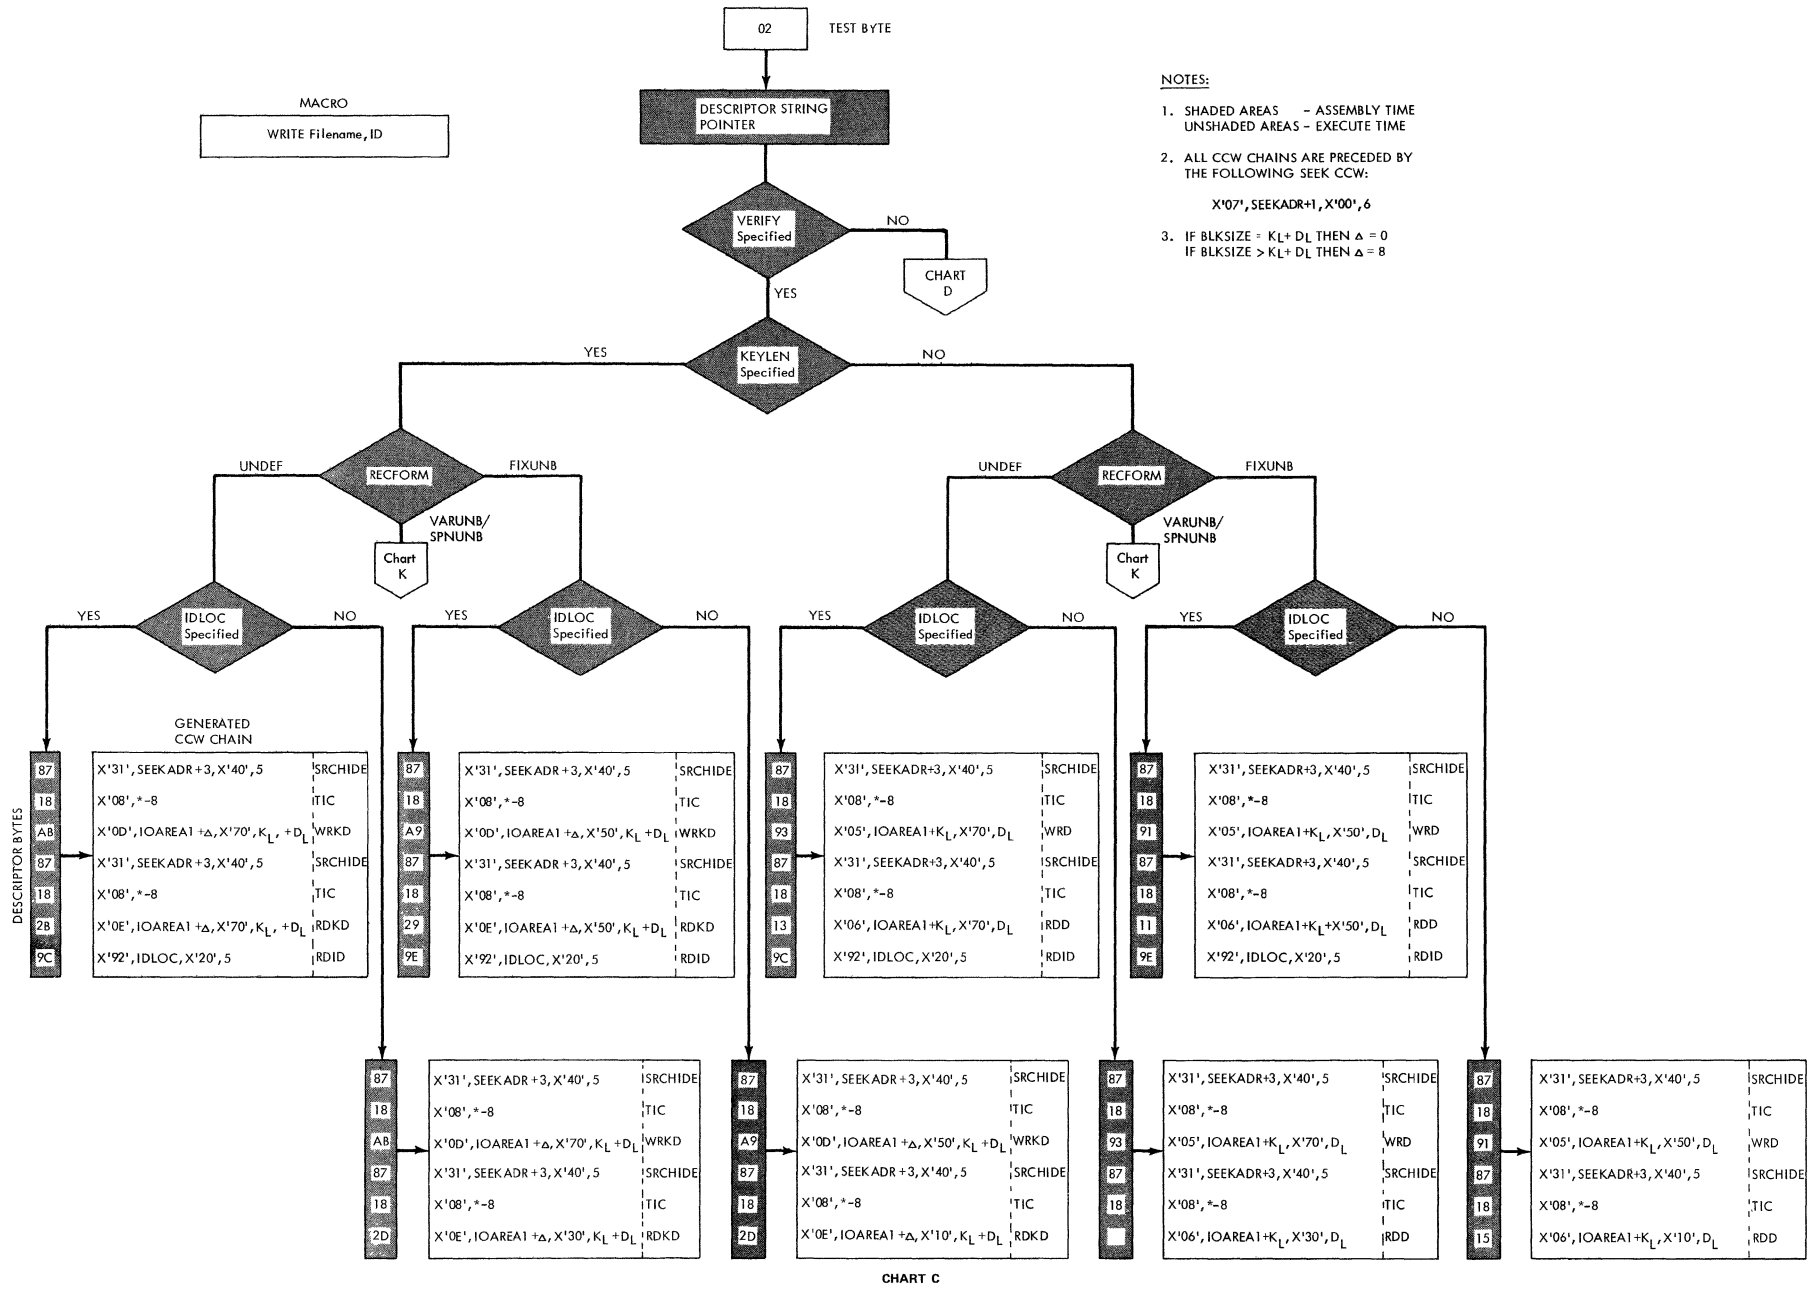 02
TEST BYTE
MACRO
WRITE Filename,ID
DESCRIPTOR STRING
POINTER
NOTES:
1. SHADED AREAS – ASSEMBLY TIME
UNSHADED AREAS – EXECUTE TIME
2. ALL CCW CHAINS ARE PRECEDED BY
THE FOLLOWING SEEK CCW:
X'07',SEEKADR+1,X'00',6
3. IF BLKSIZE = KL+ DL THEN Δ = 0
IF BLKSIZE > KL+ DL THEN Δ = 8
VERIFY
Specified
NO
CHART
D
YES
KEYLEN
Specified
YES
NO
UNDEF
RECFORM
FIXUNB
VARUNB/
SPNUNB
Chart
K
UNDEF
RECFORM
FIXUNB
VARUNB/
SPNUNB
Chart
K
YES
IDLOC
Specified
NO
YES
IDLOC
Specified
NO
YES
IDLOC
Specified
NO
YES
IDLOC
Specified
NO
GENERATED
CCW CHAIN
DESCRIPTOR BYTES
87 X'31',SEEKADR+3,X'40',5 SRCHIDE
18 X'08',*-8 TIC
AB X'0D',IOAREA1+Δ,X'70',KL, +DL WRKD
87 X'31',SEEKADR+3,X'40',5 SRCHIDE
18 X'08',*-8 TIC
2B X'0E',IOAREA1+Δ,X'70',KL, +DL RDKD
9C X'92',IDLOC,X'20',5 RDID
87 X'31',SEEKADR+3,X'40',5 SRCHIDE
18 X'08',*-8 TIC
A9 X'0D',IOAREA1+Δ,X'50',KL+DL WRKD
87 X'31',SEEKADR+3,X'40',5 SRCHIDE
18 X'08',*-8 TIC
29 X'0E',IOAREA1+Δ,X'50',KL+DL RDKD
9E X'92',IDLOC,X'20',5 RDID
87 X'31',SEEKADR+3,X'40',5 SRCHIDE
18 X'08',*-8 TIC
93 X'05',IOAREA1+KL,X'70',DL WRD
87 X'31',SEEKADR+3,X'40',5 SRCHIDE
18 X'08',*-8 TIC
13 X'06',IOAREA1+KL,X'70',DL RDD
9C X'92',IDLOC,X'20',5 RDID
87 X'31',SEEKADR+3,X'40',5 SRCHIDE
18 X'08',*-8 TIC
91 X'05',IOAREA1+KL,X'50',DL WRD
87 X'31',SEEKADR+3,X'40',5 SRCHIDE
18 X'08',*-8 TIC
11 X'06',IOAREA1+KL+X'50',DL RDD
9E X'92',IDLOC,X'20',5 RDID
87 X'31',SEEKADR+3,X'40',5 SRCHIDE
18 X'08',*-8 TIC
AB X'0D',IOAREA1+Δ,X'70',KL+DL WRKD
87 X'31',SEEKADR+3,X'40',5 SRCHIDE
18 X'08',*-8 TIC
2D X'0E',IOAREA1+Δ,X'30',KL+DL RDKD
87 X'31',SEEKADR+3,X'40',5 SRCHIDE
18 X'08',*-8 TIC
A9 X'0D',IOAREA1+Δ,X'50',KL+DL WRKD
87 X'31',SEEKADR+3,X'40',5 SRCHIDE
18 X'08',*-8 TIC
2D X'0E',IOAREA1+Δ,X'10',KL+DL RDKD
87 X'31',SEEKADR+3,X'40',5 SRCHIDE
18 X'08',*-8 TIC
93 X'05',IOAREA1+KL,X'70',DL WRD
87 X'31',SEEKADR+3,X'40',5 SRCHIDE
18 X'08',*-8 TIC
X'06',IOAREA1+KL,X'30',DL RDD
87 X'31',SEEKADR+3,X'40',5 SRCHIDE
18 X'08',*-8 TIC
91 X'05',IOAREA1+KL,X'50',DL WRD
87 X'31',SEEKADR+3,X'40',5 SRCHIDE
18 X'08',*-8 TIC
15 X'06',IOAREA1+KL,X'10',DL RDD
CHART C